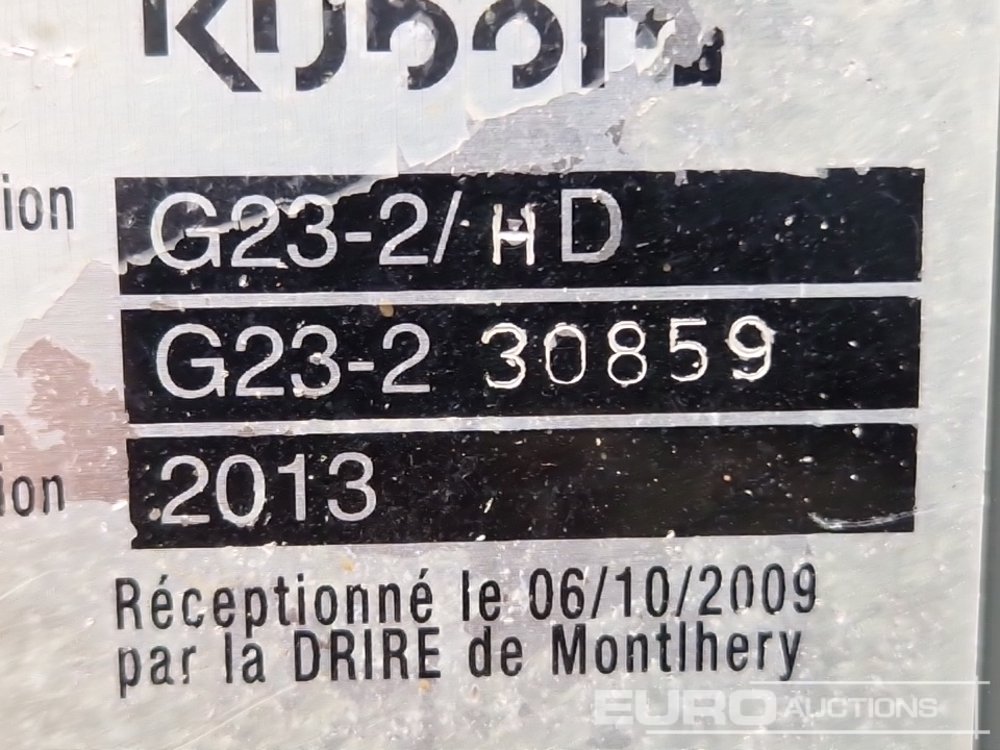 Kubota
ion
G23-2/HD
G23-2 30859
ion
2013
Réceptionné le 06/10/2009
par la DRIRE de Montlhery
EURO AUCTIONS